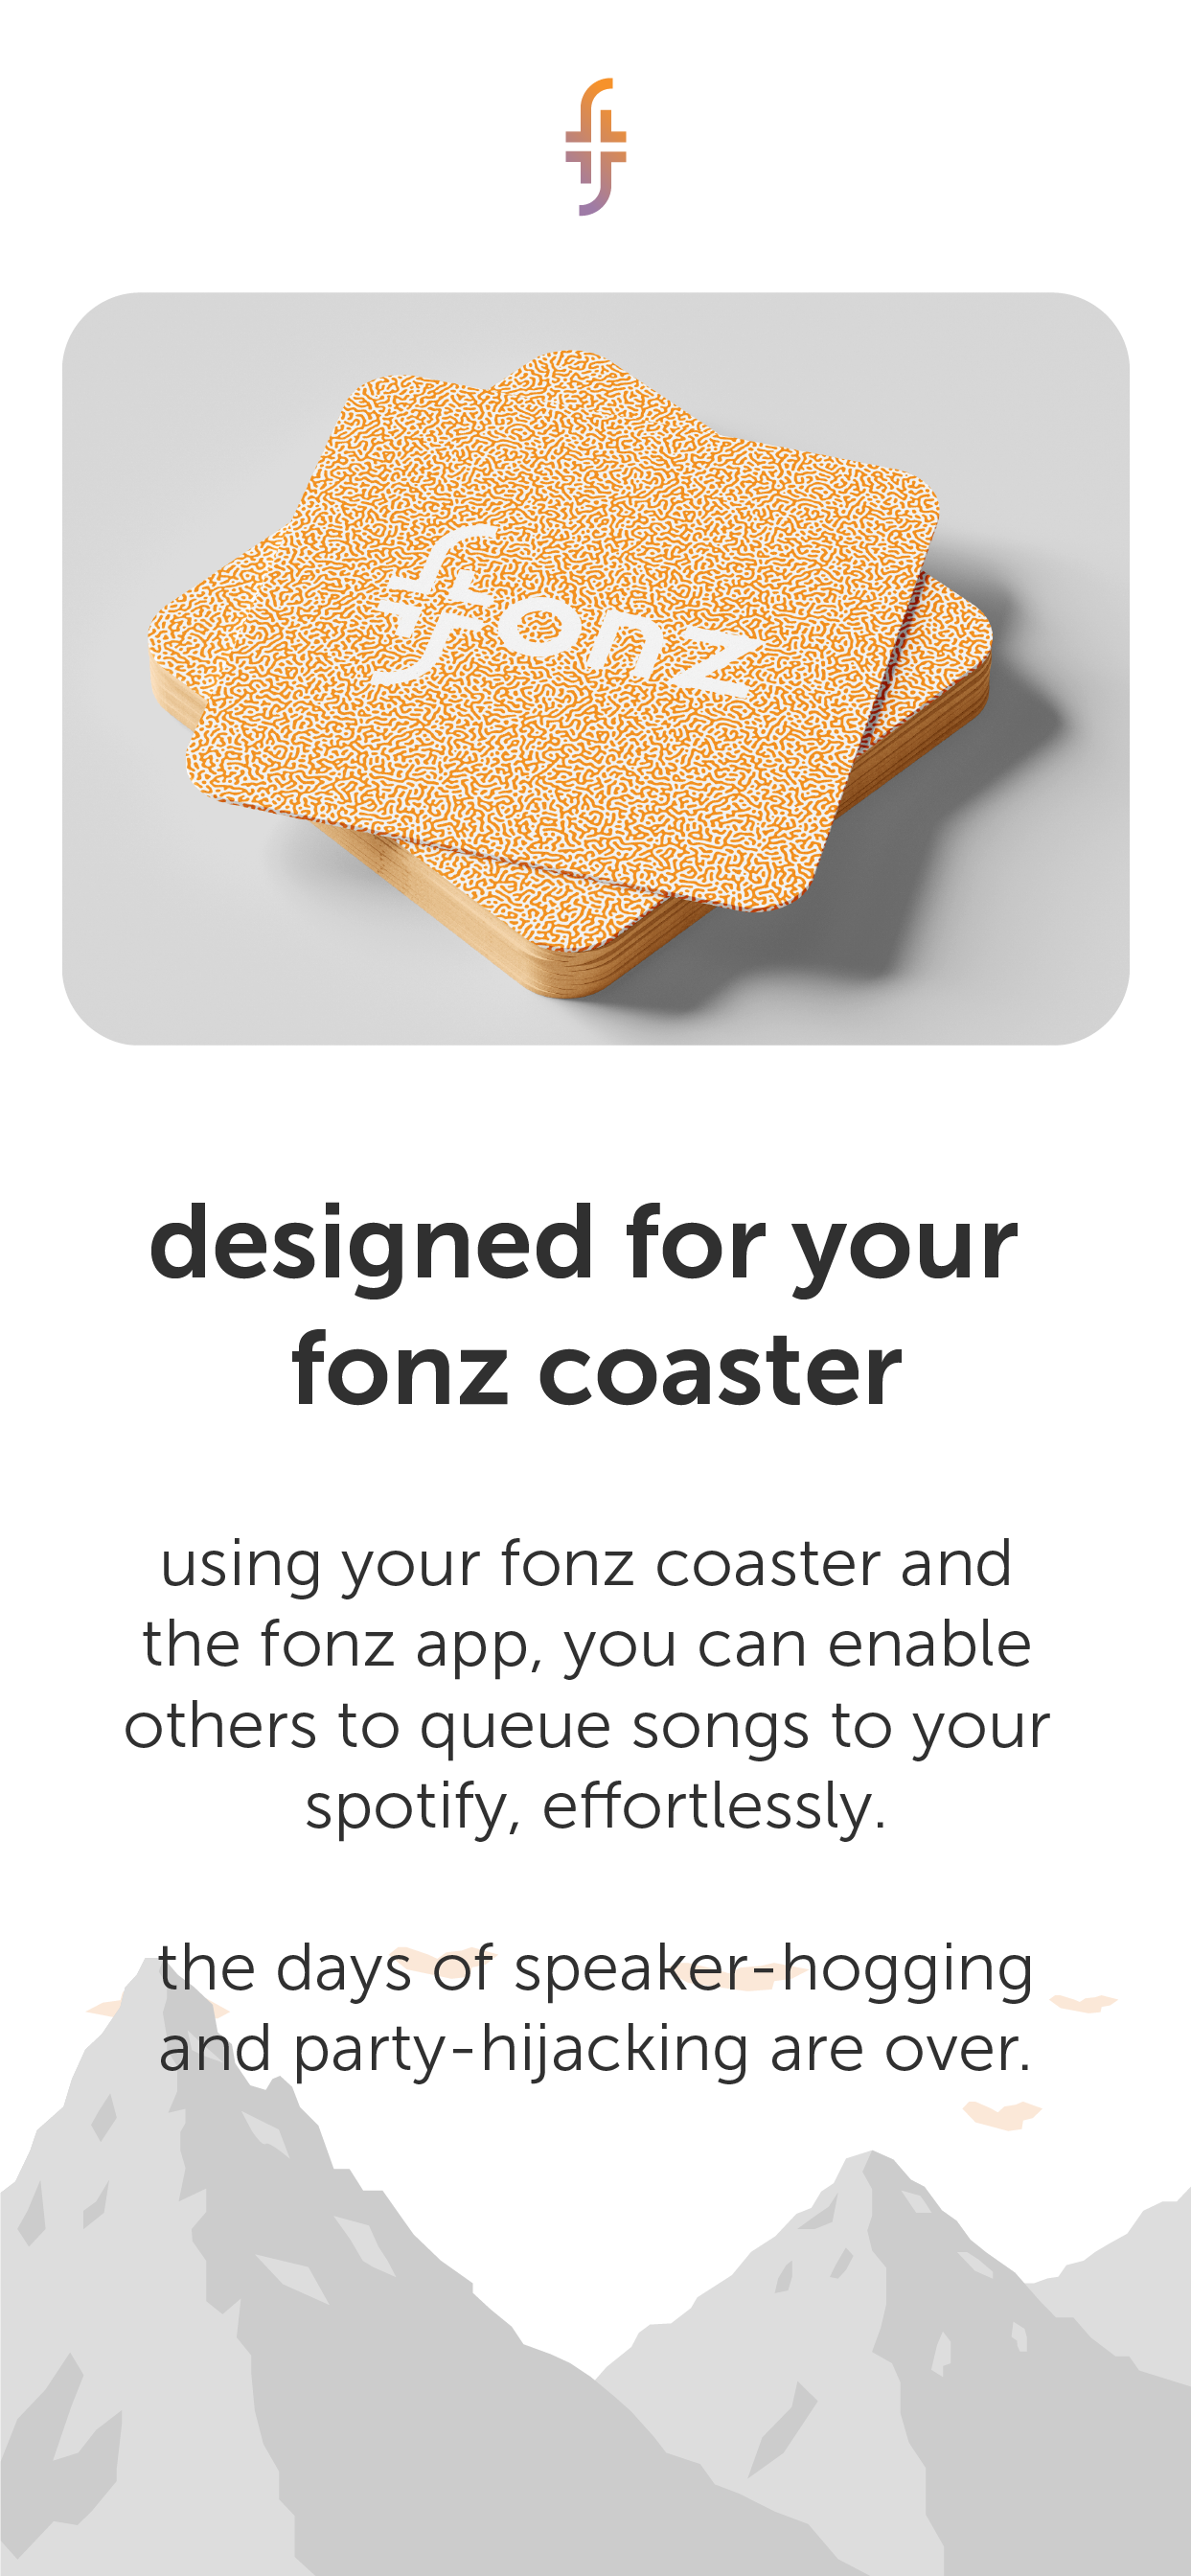 fonz
designed for your
fonz coaster
using your fonz coaster and
the fonz app, you can enable
others to queue songs to your
spotify, effortlessly.
the days of speaker-hogging
and party-hijacking are over.